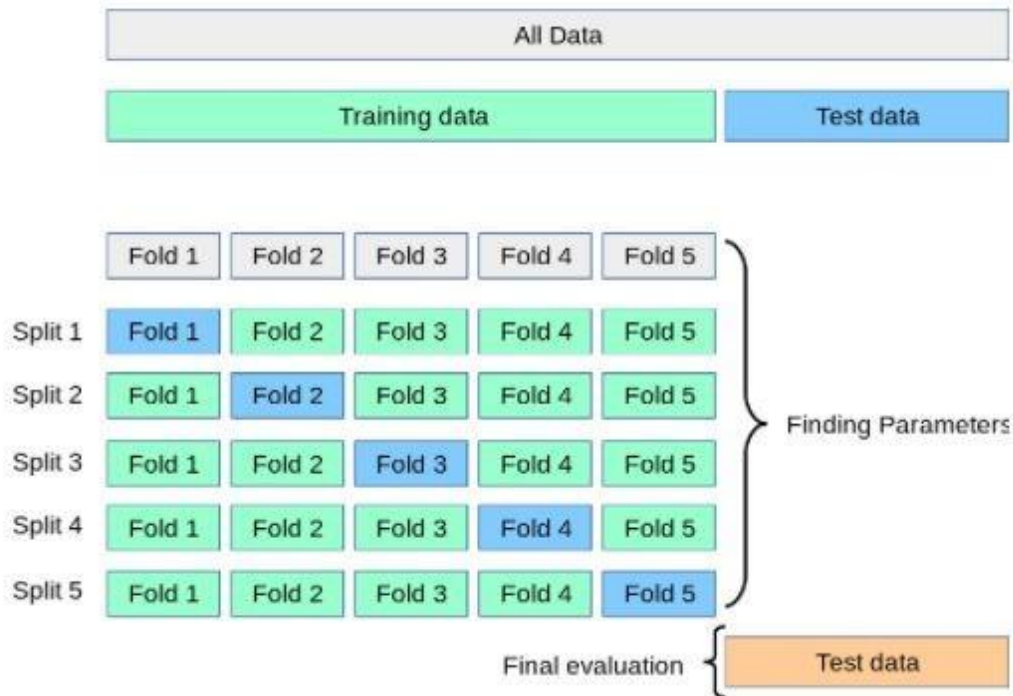 All Data
Training data Test data
Fold 1 Fold 2 Fold 3 Fold 4 Fold 5
Split 1 Fold 1 Fold 2 Fold 3 Fold 4 Fold 5
Split 2 Fold 1 Fold 2 Fold 3 Fold 4 Fold 5
Finding Parameters
Split 3 Fold 1 Fold 2 Fold 3 Fold 4 Fold 5
Split 4 Fold 1 Fold 2 Fold 3 Fold 4 Fold 5
Split 5 Fold 1 Fold 2 Fold 3 Fold 4 Fold 5
Final evaluation Test data